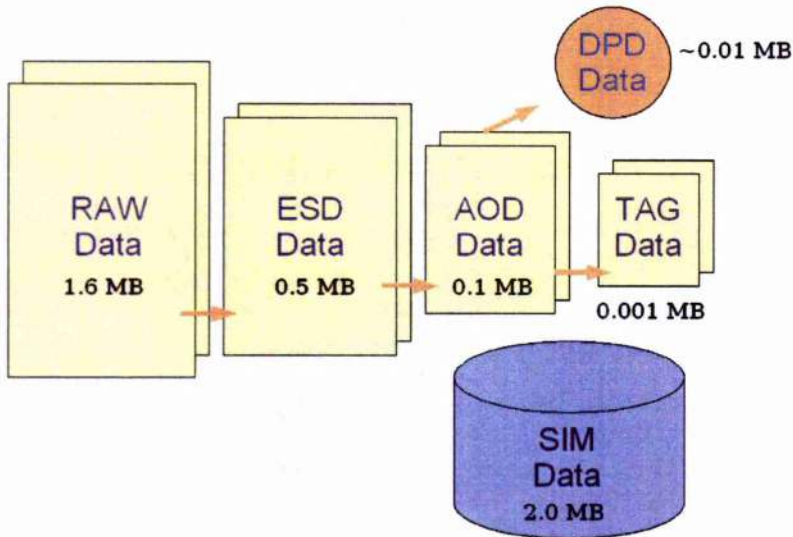 DPD
Data
~0.01 MB
RAW
Data
1.6 MB
ESD
Data
0.5 MB
AOD
Data
0.1 MB
TAG
Data
0.001 MB
SIM
Data
2.0 MB